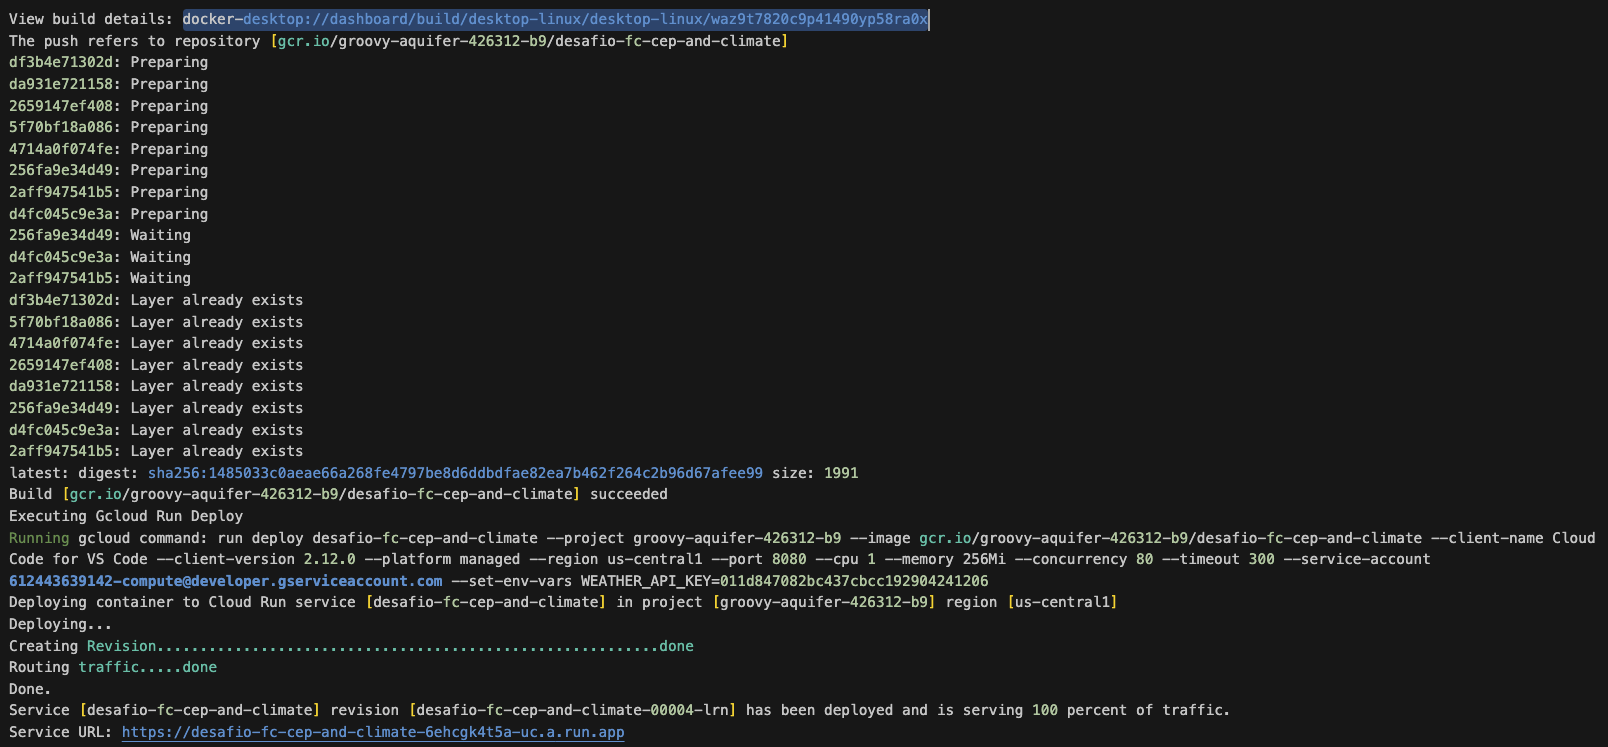 View build details: docker-desktop://dashboard/build/desktop-linux/desktop-linux/waz9t7820c9p41490yp58ra0x
The push refers to repository [gcr.io/groovy-aquifer-426312-b9/desafio-fc-cep-and-climate]
df3b4e71302d: Preparing
da931e721158: Preparing
2659147ef408: Preparing
5f70bf18a086: Preparing
4714a0f074fe: Preparing
256fa9e34d49: Preparing
2aff947541b5: Preparing
d4fc045c9e3a: Preparing
256fa9e34d49: Waiting
d4fc045c9e3a: Waiting
2aff947541b5: Waiting
df3b4e71302d: Layer already exists
5f70bf18a086: Layer already exists
4714a0f074fe: Layer already exists
2659147ef408: Layer already exists
da931e721158: Layer already exists
256fa9e34d49: Layer already exists
d4fc045c9e3a: Layer already exists
2aff947541b5: Layer already exists
latest: digest: sha256:1485033c0aeae66a268fe4797be8d6ddbdfae82ea7b462f264c2b96d67afee99 size: 1991
Build [gcr.io/groovy-aquifer-426312-b9/desafio-fc-cep-and-climate] succeeded
Executing Gcloud Run Deploy
Running gcloud command: run deploy desafio-fc-cep-and-climate --project groovy-aquifer-426312-b9 --image gcr.io/groovy-aquifer-426312-b9/desafio-fc-cep-and-climate --client-name Cloud
Code for VS Code --client-version 2.12.0 --platform managed --region us-central1 --port 8080 --cpu 1 --memory 256Mi --concurrency 80 --timeout 300 --service-account
612443639142-compute@developer.gserviceaccount.com --set-env-vars WEATHER_API_KEY=011d847082bc437cbcc192904241206
Deploying container to Cloud Run service [desafio-fc-cep-and-climate] in project [groovy-aquifer-426312-b9] region [us-central1]
Deploying...
Creating Revision..........................................................done
Routing traffic.....done
Done.
Service [desafio-fc-cep-and-climate] revision [desafio-fc-cep-and-climate-00004-lrn] has been deployed and is serving 100 percent of traffic.
Service URL: https://desafio-fc-cep-and-climate-6ehcgk4t5a-uc.a.run.app